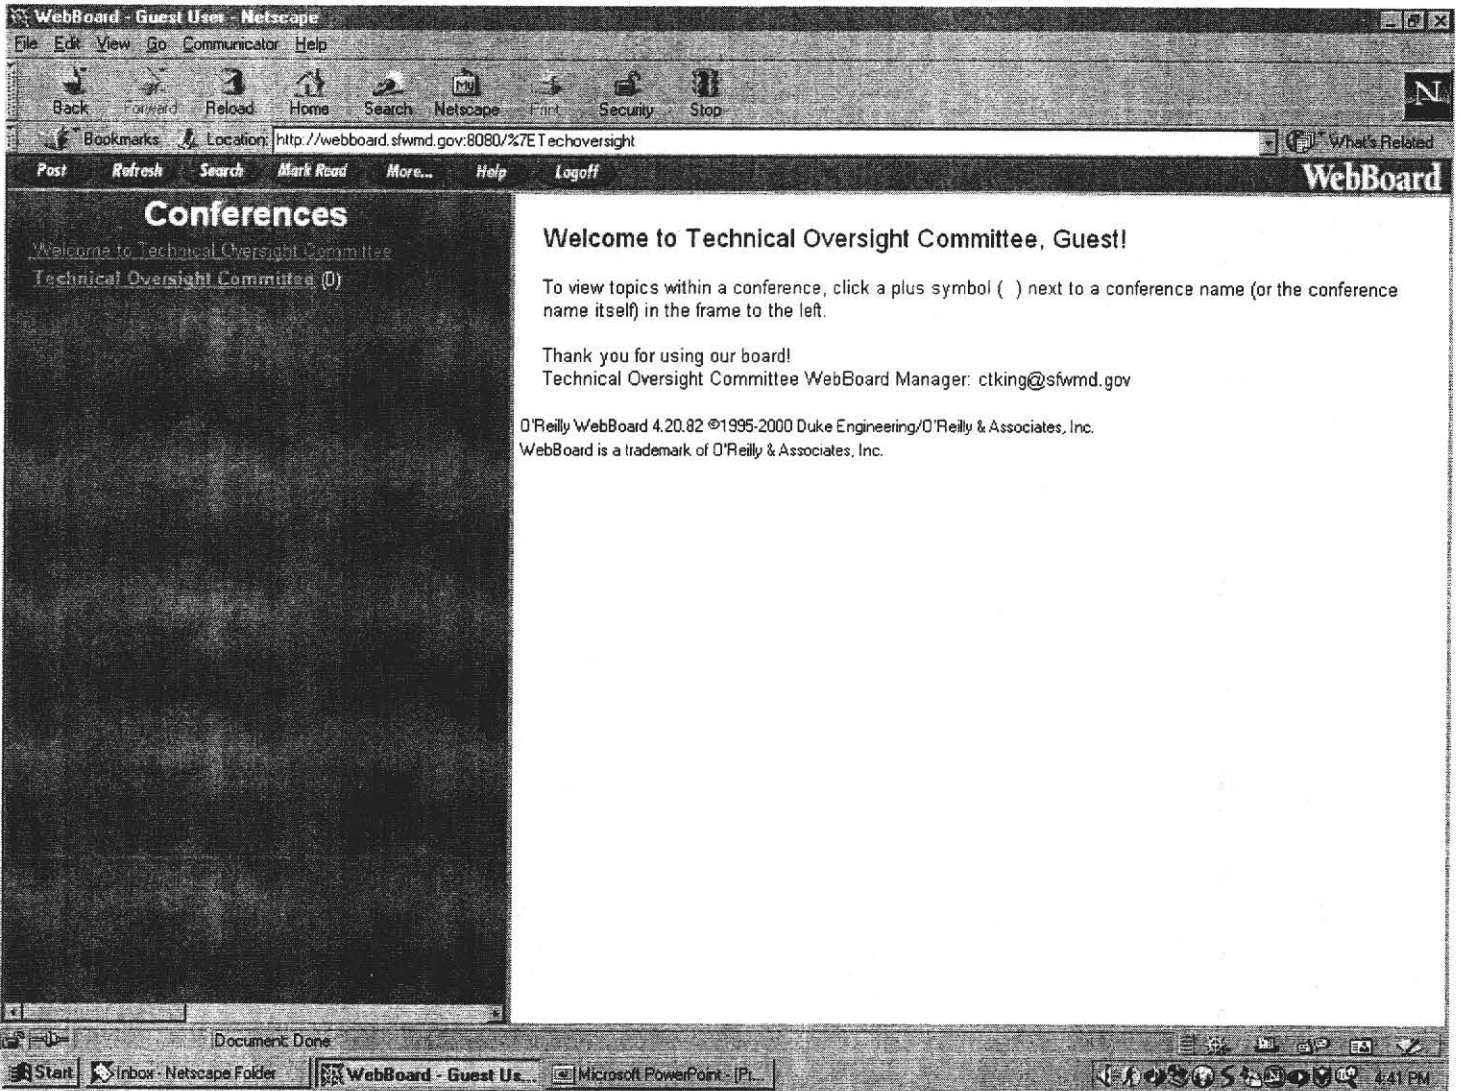 WebBoard - Guest User - Netscape
File Edit View Go Communicator Help
Back Forward Reload Home Search Netscape Print Security Stop
My
N
Bookmarks Location: http://webboard.sfwmd.gov:8080/%7ETechoversight What's Related
Post Refresh Search Mark Read More... Help Logoff WebBoard
Conferences
Welcome to Technical Oversight Committee
Technical Oversight Committee (0)
Welcome to Technical Oversight Committee, Guest!
To view topics within a conference, click a plus symbol ( ) next to a conference name (or the conference
name itself) in the frame to the left.
Thank you for using our board!
Technical Oversight Committee WebBoard Manager: ctking@sfwmd.gov
O'Reilly WebBoard 4.20.82 ©1995-2000 Duke Engineering/O'Reilly & Associates, Inc.
WebBoard is a trademark of O'Reilly & Associates, Inc.
Document: Done
Start Inbox - Netscape Folder WebBoard - Guest Us... Microsoft PowerPoint - [Pi... 4:41 PM